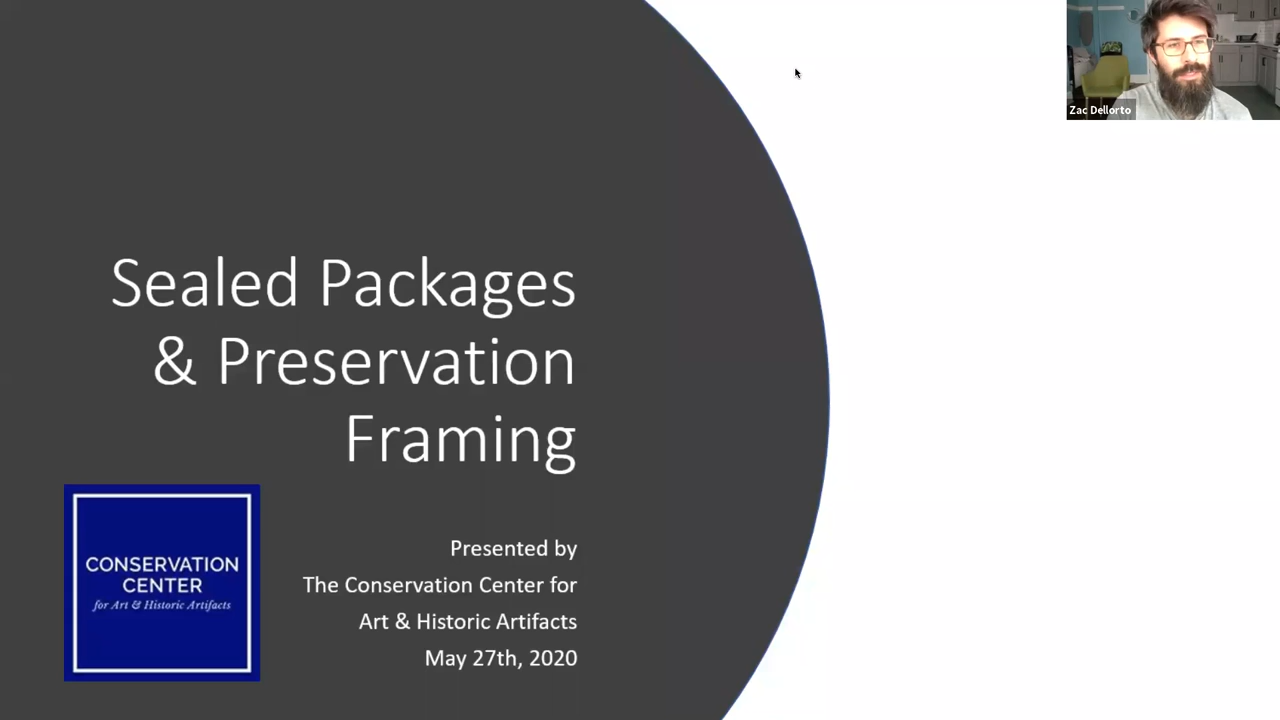 Sealed Packages
& Preservation
Framing
CONSERVATION
CENTER
for Art & Historic Artifacts
Presented by
The Conservation Center for
Art & Historic Artifacts
May 27th, 2020
Zac Dellorto